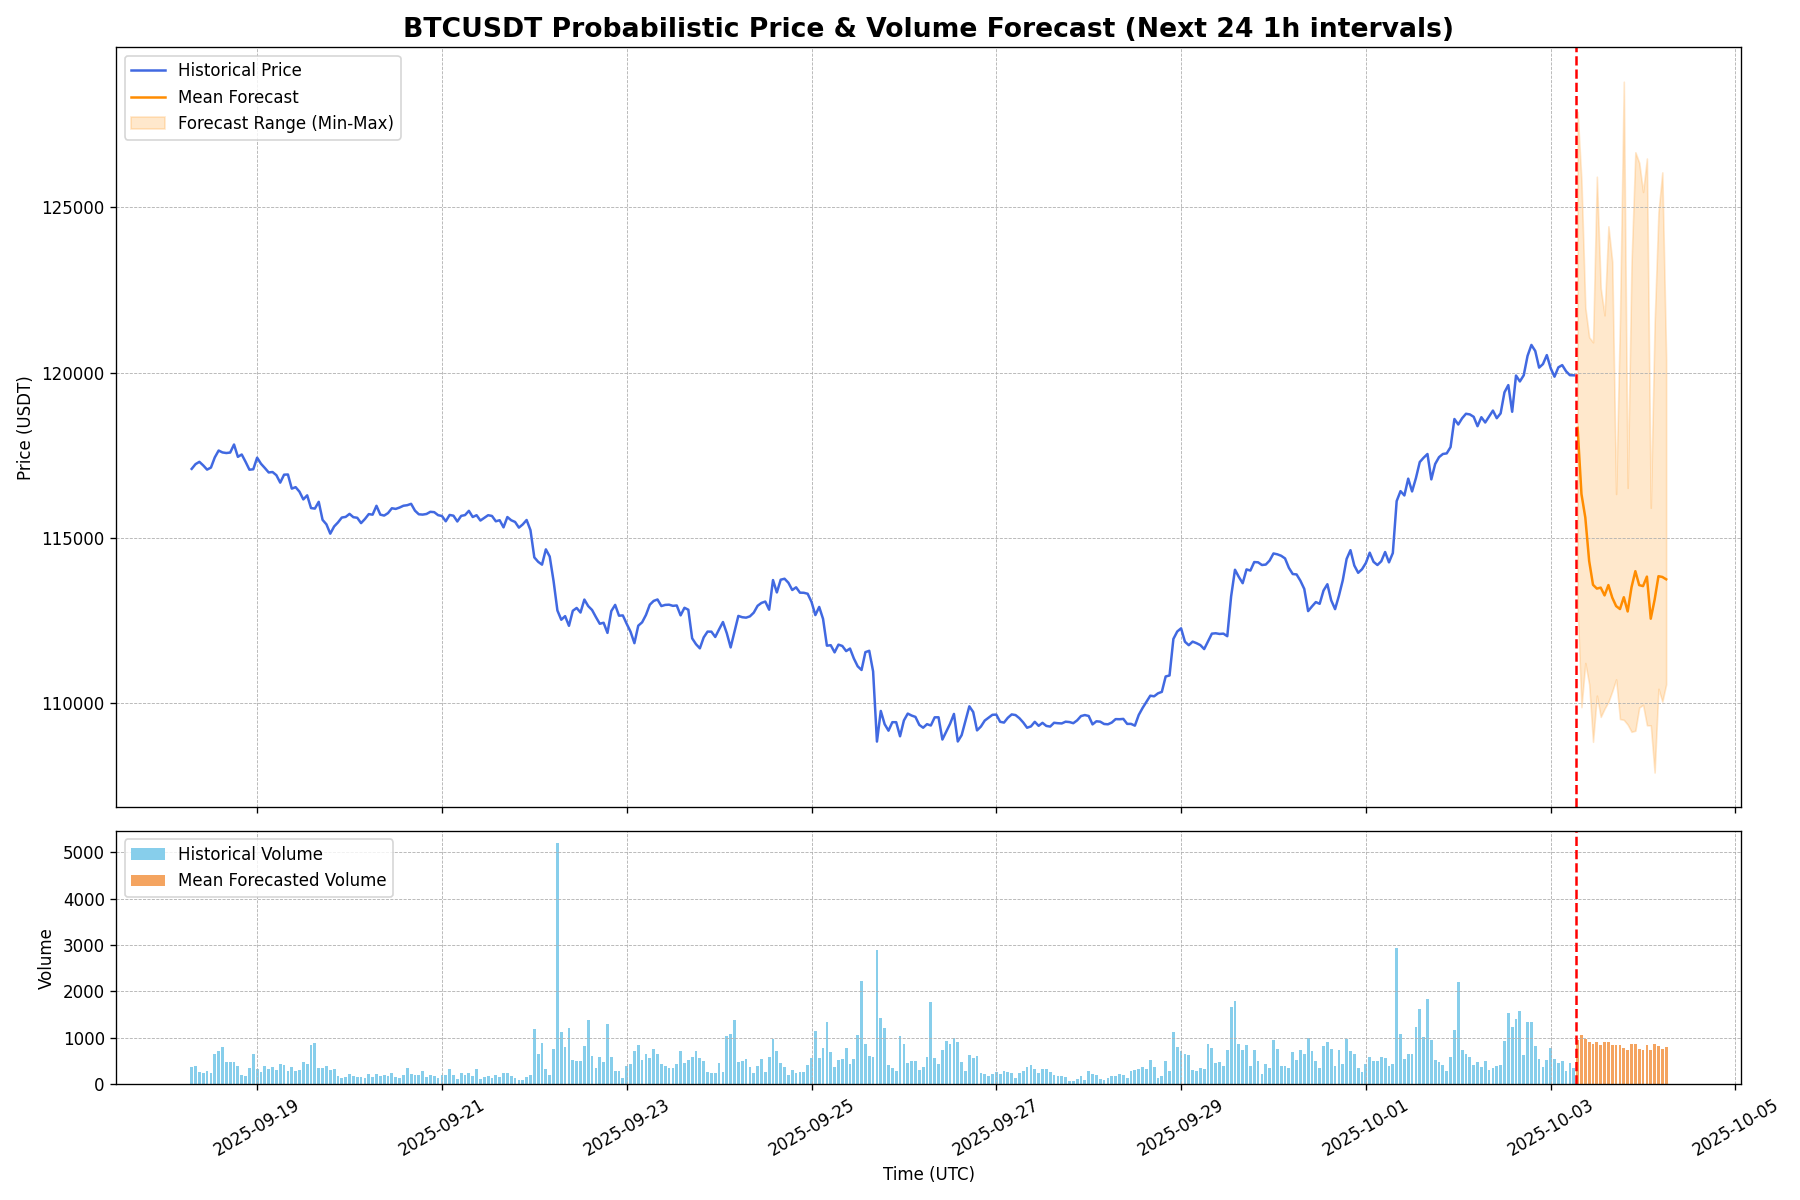 BTCUSDT Probabilistic Price & Volume Forecast (Next 24 1h intervals)
Historical Price
Mean Forecast
Forecast Range (Min-Max)
Price (USDT)
125000
120000
115000
110000
Historical Volume
Mean Forecasted Volume
Volume
5000
4000
3000
2000
1000
0
2025-09-19
2025-09-21
2025-09-23
2025-09-25
2025-09-27
2025-09-29
2025-10-01
2025-10-03
2025-10-05
Time (UTC)